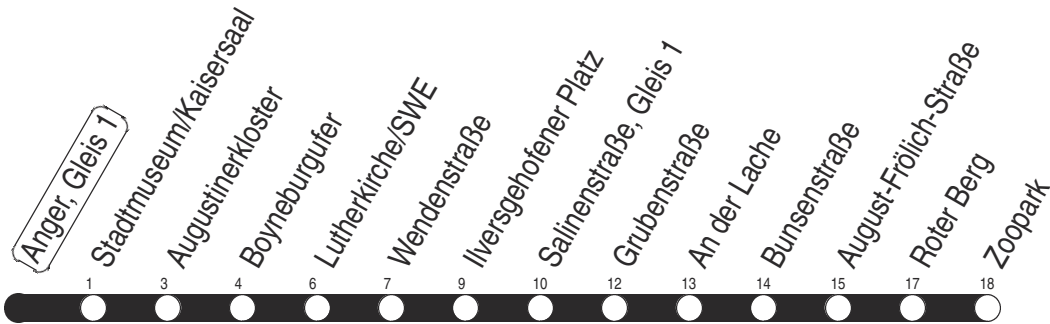 Anger, Gleis 1
Stadtmuseum/Kaisersaal
Augustinerkloster
Boyneburgufer
Lutherkirche/SWE
Wendenstraße
Ilversgehofener Platz
Salinenstraße, Gleis 1
Grubenstraße
An der Lache
Bunsenstraße
August-Frölich-Straße
Roter Berg
Zoopark
1 3 4 6 7 9 10 12 13 14 15 17 18